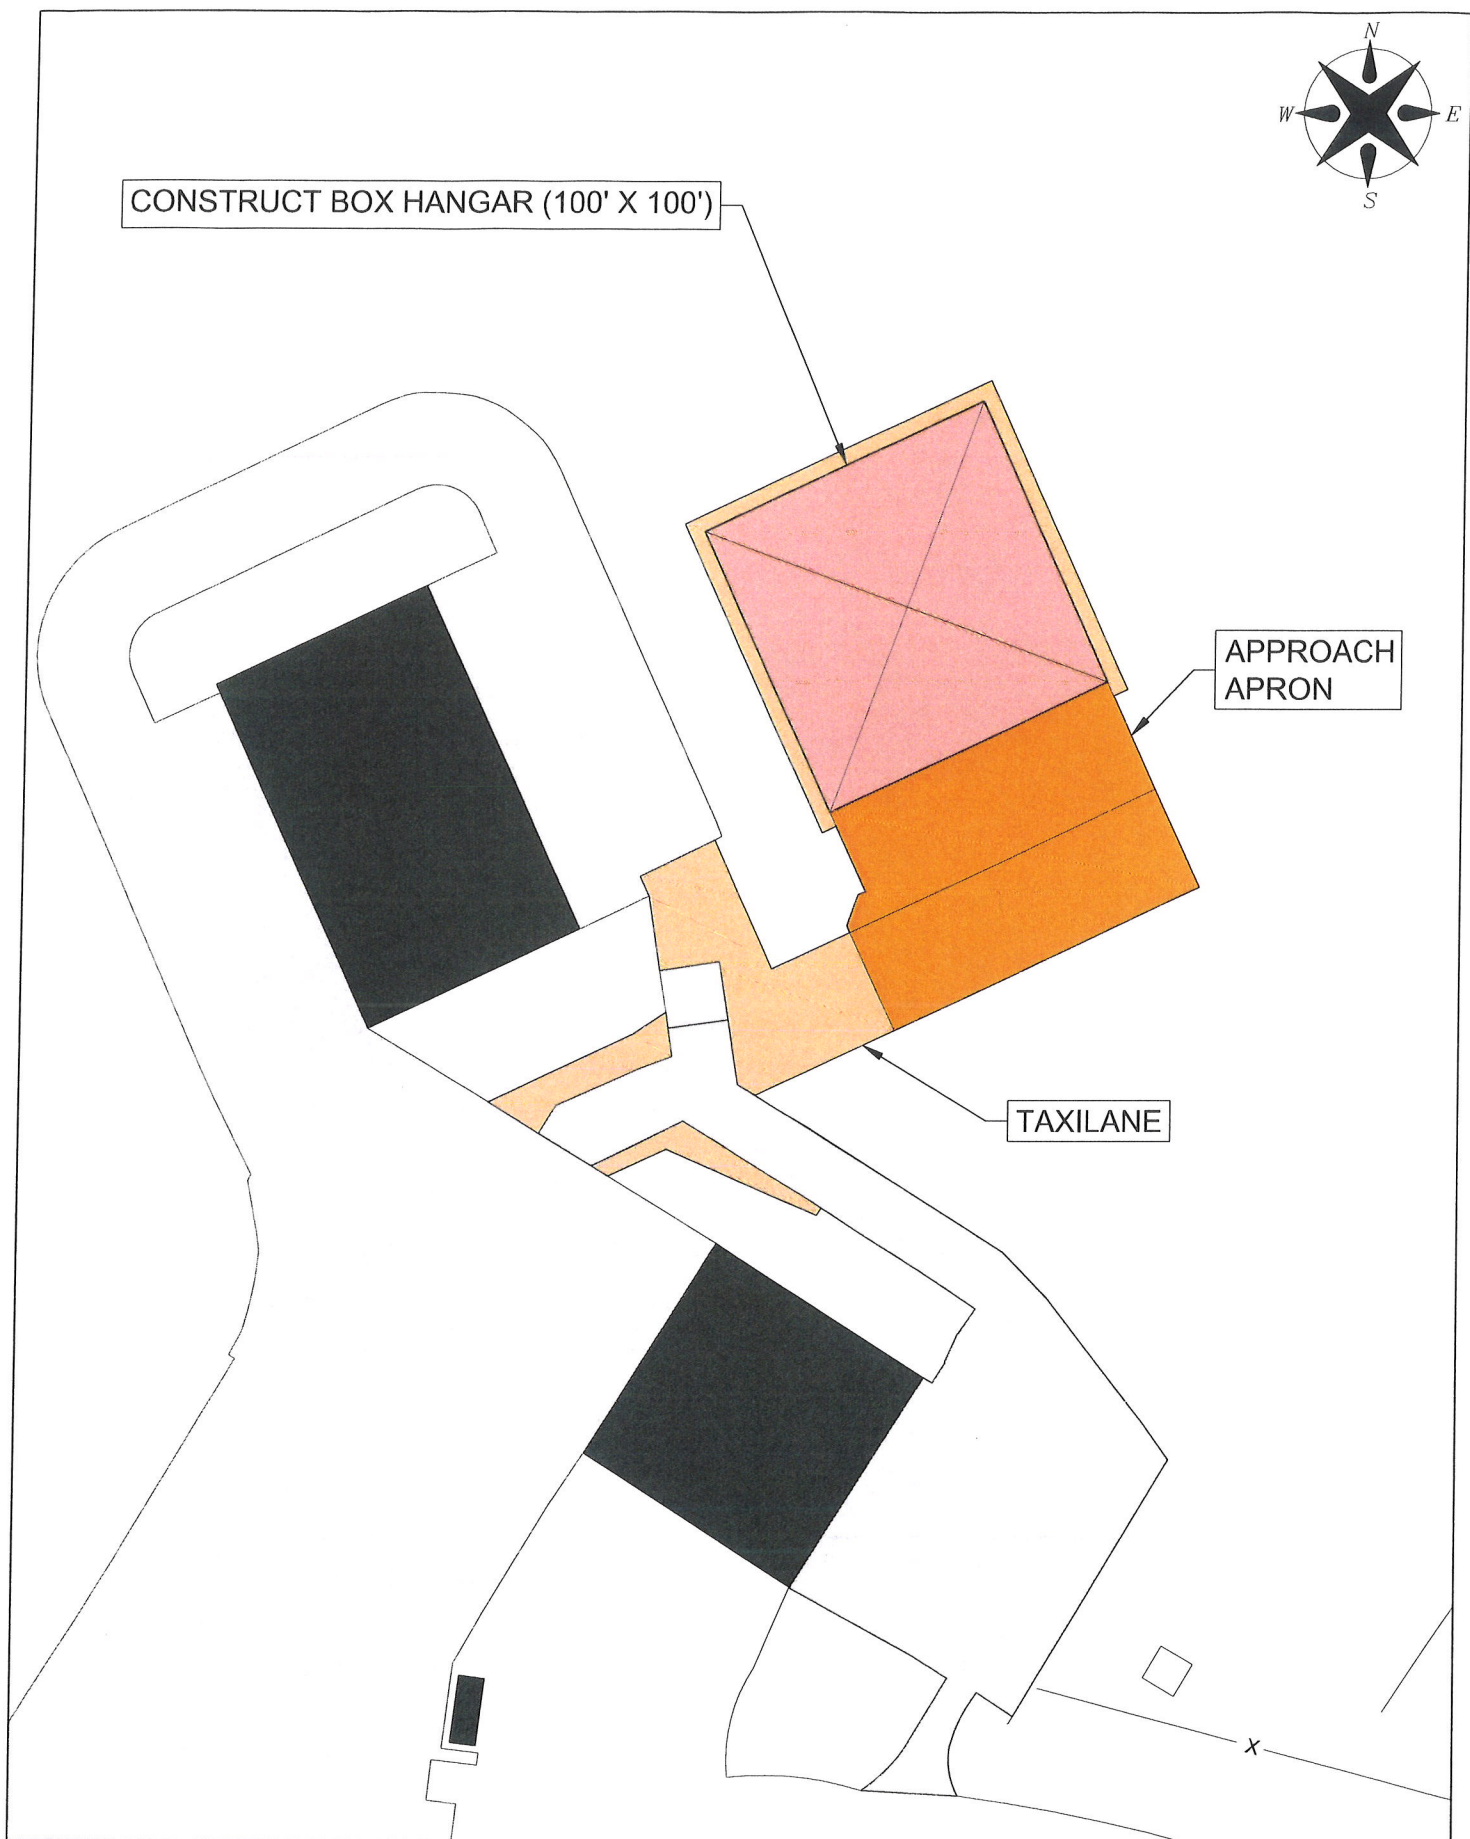 N
W E
S
CONSTRUCT BOX HANGAR (100' X 100')
APPROACH
APRON
TAXILANE
X